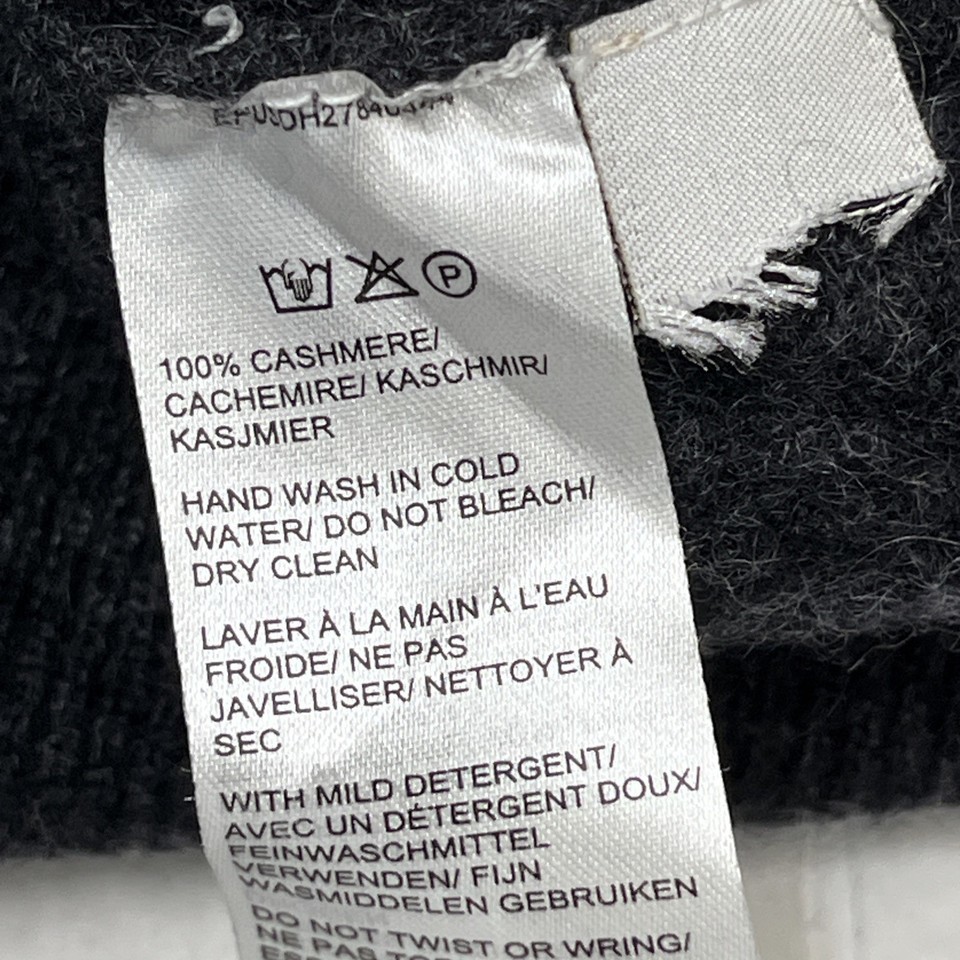 P
100% CASHMERE/
CACHEMIRE/ KASCHMIR/
KASJMIER
HAND WASH IN COLD
WATER/ DO NOT BLEACH/
DRY CLEAN
LAVER À LA MAIN À L'EAU
FROIDE/ NE PAS
JAVELLISER/ NETTOYER À
SEC
WITH MILD DETERGENT/
AVEC UN DÉTERGENT DOUX/
FEINWASCHMITTEL
VERWENDEN/ FIJN
WASMIDDELEN GEBRUIKEN
DO NOT TWIST OR WRING/
NE PAS